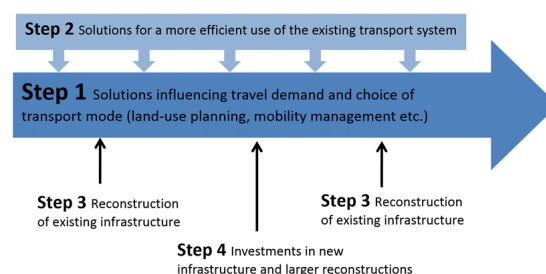 Step 2 Solutions for a more efficient use of the existing transport system
Step 1 Solutions influencing travel demand and choice of
transport mode (land-use planning, mobility management etc.)
Step 3 Reconstruction
of existing infrastructure
Step 3 Reconstruction
of existing infrastructure
Step 4 Investments in new
infrastructure and larger reconstructions